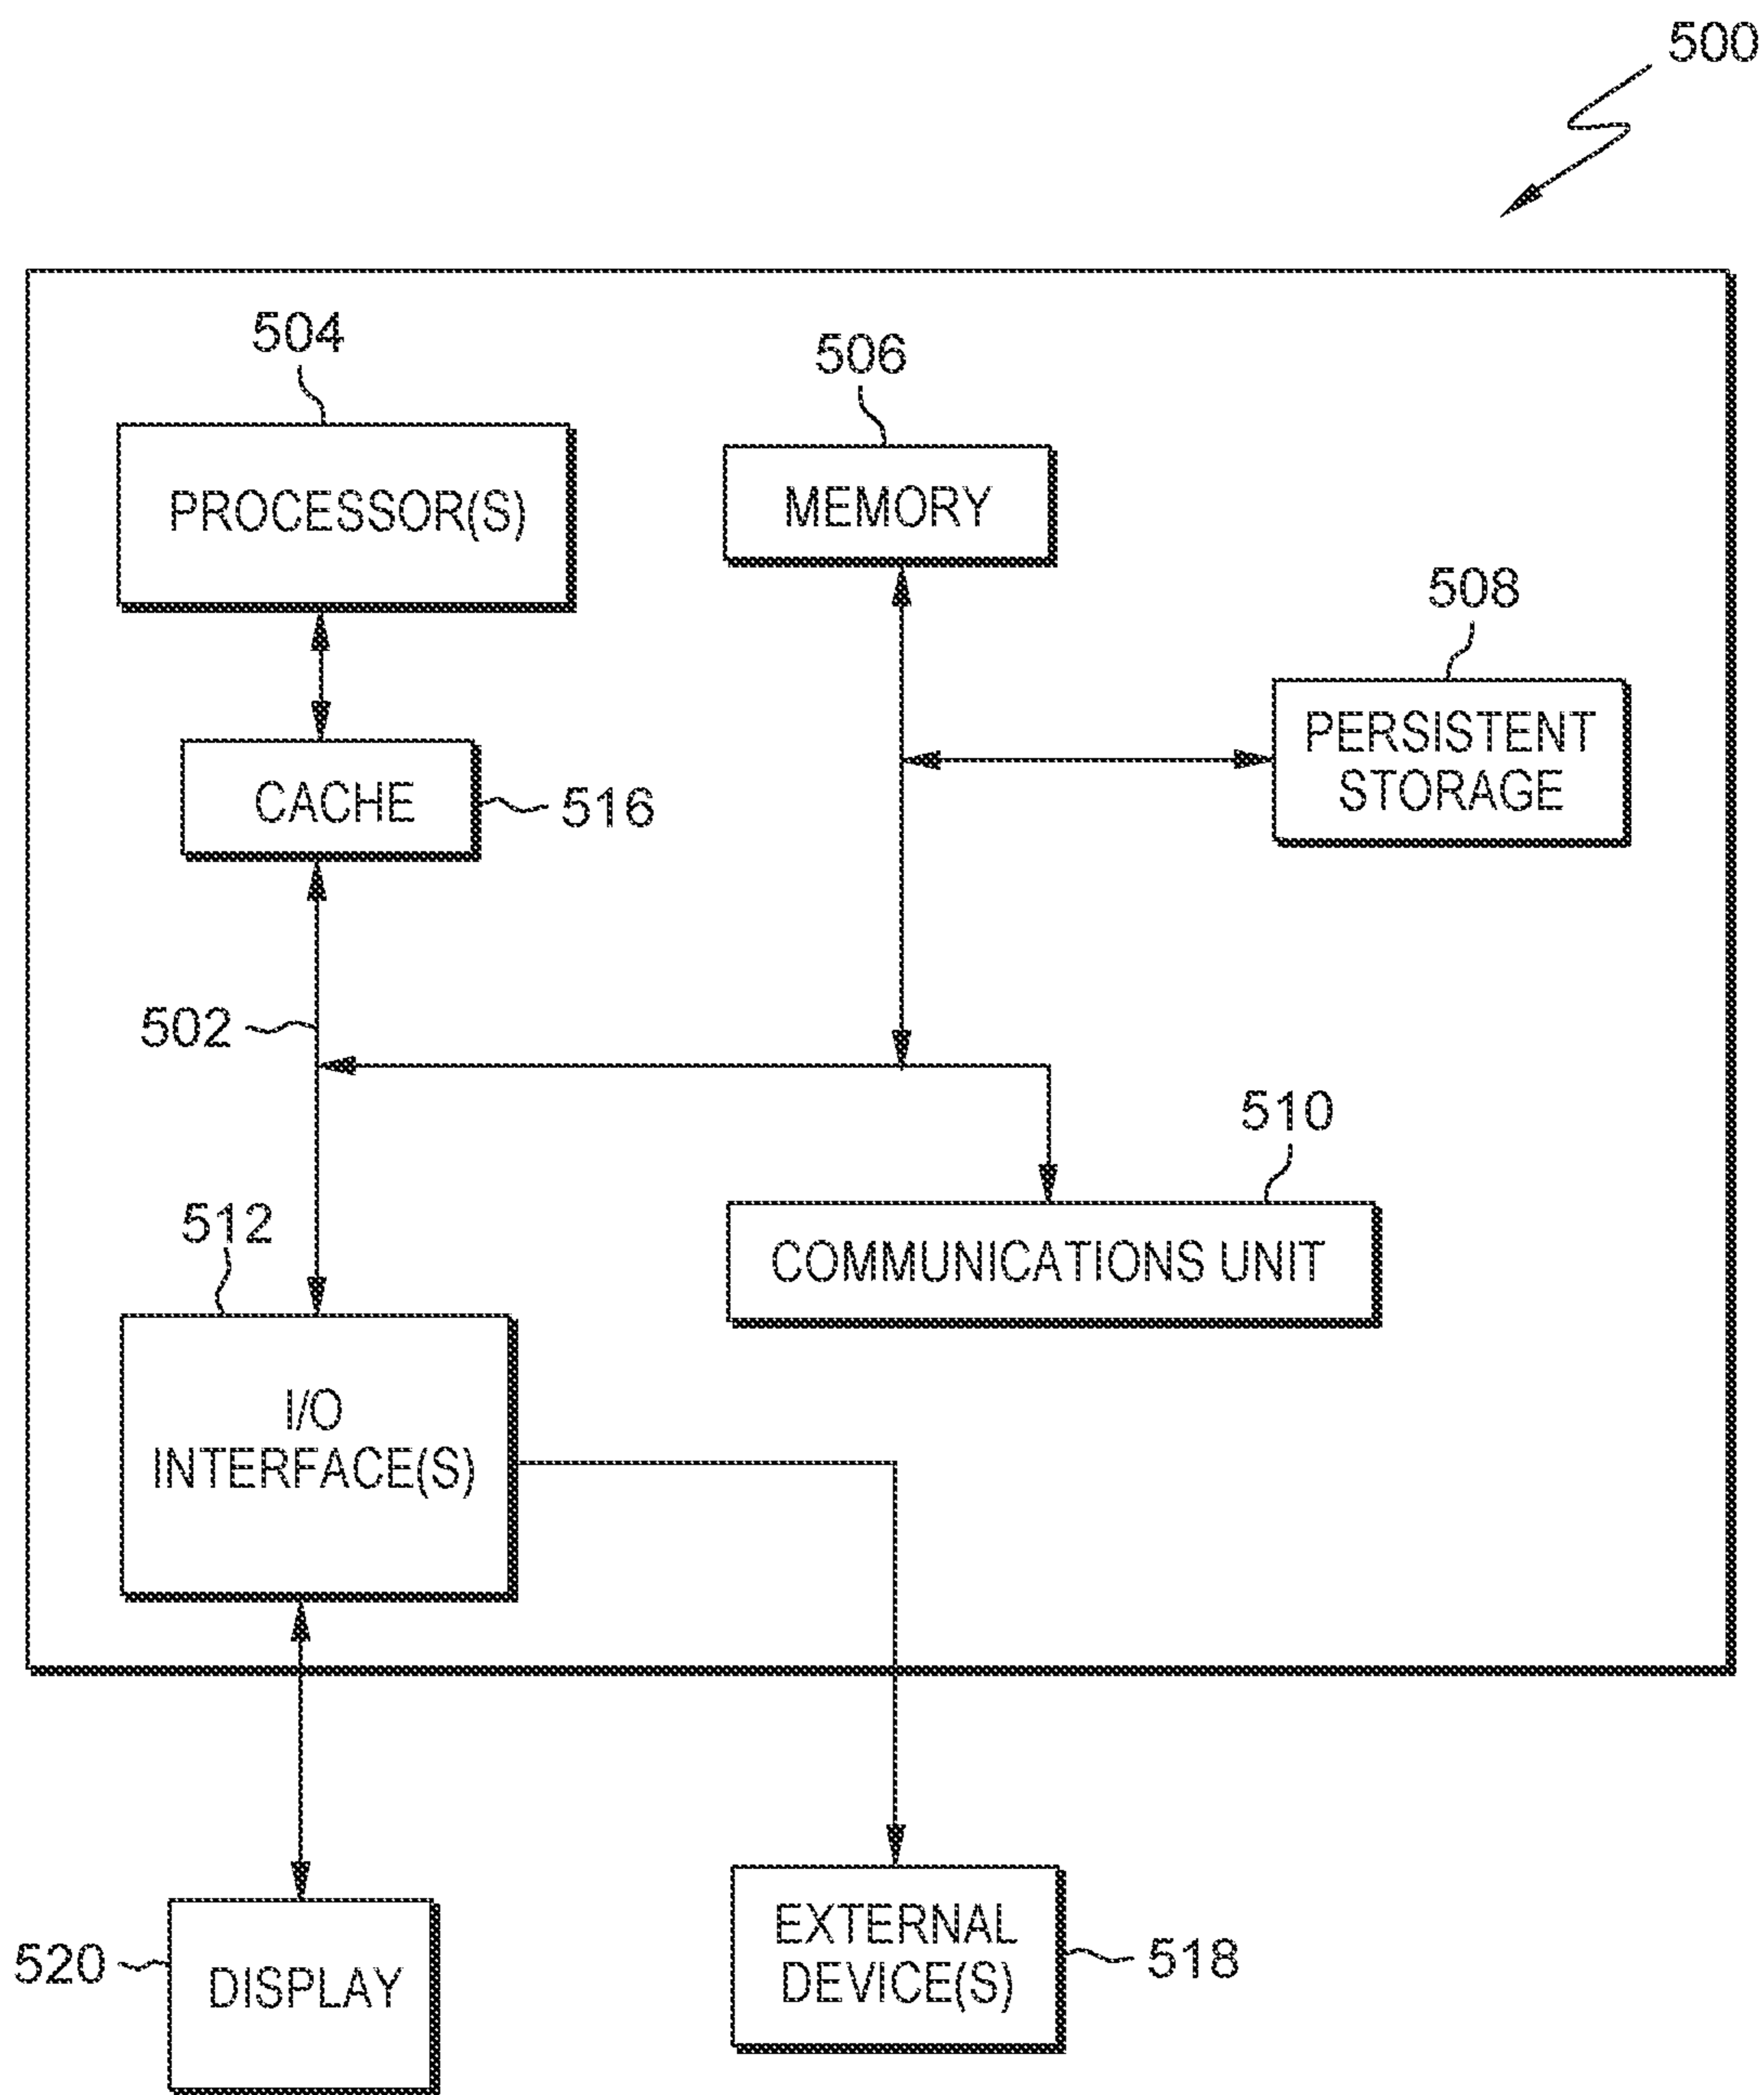 500
504
506
PROCESSOR(S)
MEMORY
508
PERSISTENT
STORAGE
CACHE
516
502
510
512
COMMUNICATIONS UNIT
I/O
INTERFACE(S)
EXTERNAL
DEVICE(S)
518
520
DISPLAY